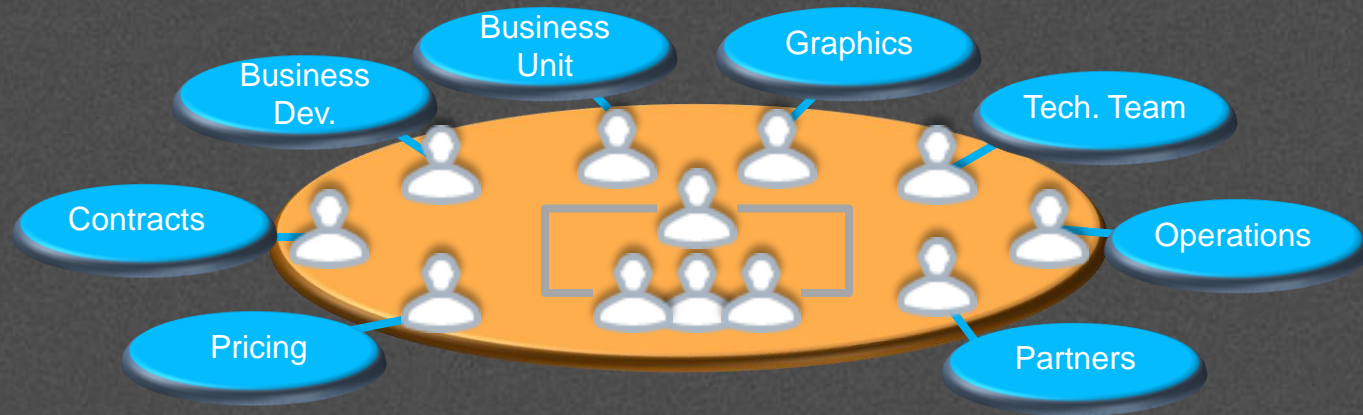 Business
Unit
Graphics
Business
Dev.
Tech. Team
Contracts
Operations
Pricing
Partners